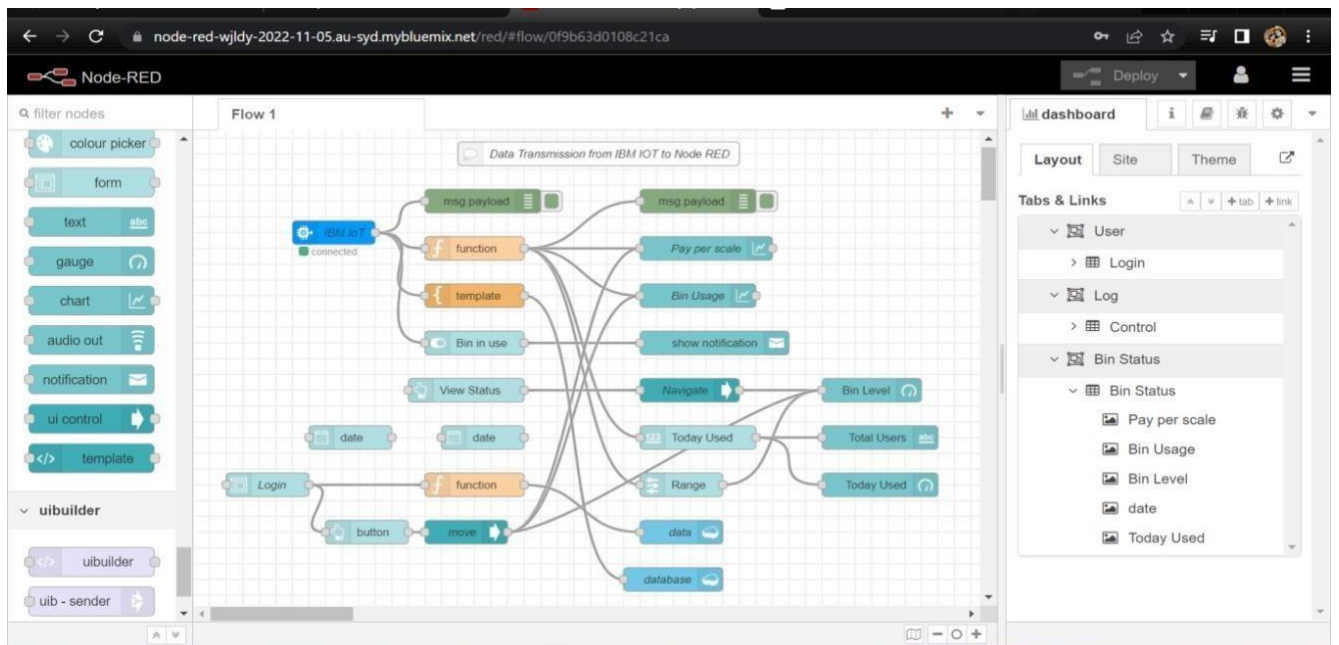 node-red-wjldy-2022-11-05.au-syd.mybluemix.net/red/#flow/0f9b63d0108c21ca
Node-RED
Deploy
filter nodes
colour picker
form
text
abc
gauge
chart
audio out
notification
ui control
</> template
uibuilder
</> uibuilder
uib - sender
Flow 1
Data Transmission from IBM IOT to Node RED
msg.payload
msg.payload
IBM IoT
connected
f function
Pay per scale
{ template
Bin Usage
Bin in use
show notification
View Status
Navigate
Bin Level
date
date
123 Today Used
Total Users abc
Login
f function
Range
Today Used
button
move
data
database
dashboard
i
Layout
Site
Theme
Tabs & Links
+ tab
+ link
User
Login
Log
Control
Bin Status
Bin Status
Pay per scale
Bin Usage
Bin Level
date
Today Used